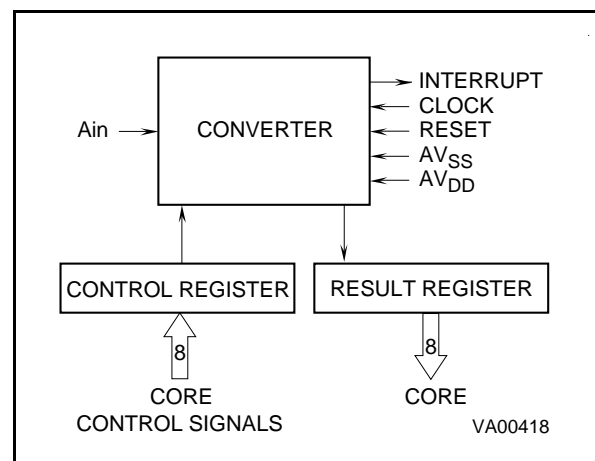 INTERRUPT
CLOCK
Ain
CONVERTER
RESET
AVSS
AVDD
CONTROL REGISTER
RESULT REGISTER
8
8
CORE
CONTROL SIGNALS
CORE
VA00418